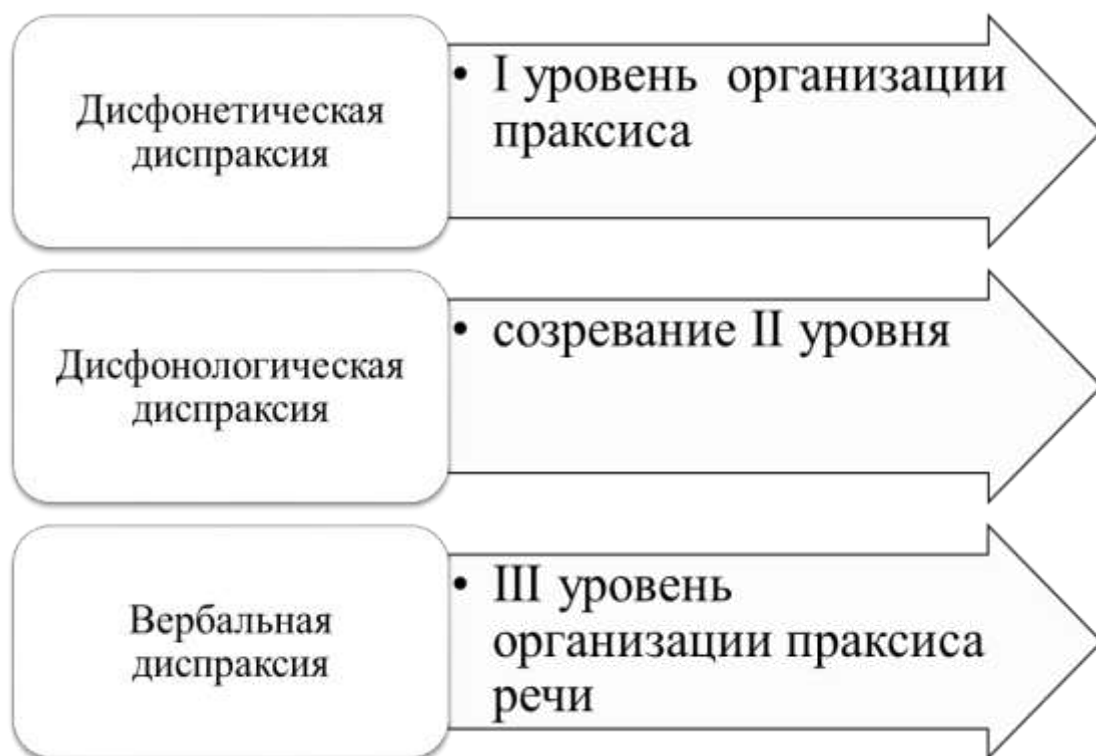 Дисфонетическая
диспраксия
• I уровень организации
праксиса
Дисфонологическая
диспраксия
• созревание II уровня
Вербальная
диспраксия
• III уровень
организации праксиса
речи